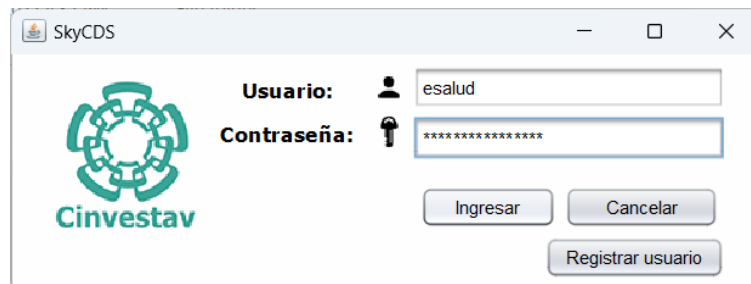 SkyCDS
Usuario:
esalud
Contraseña:
****************
Cinvestav
Ingresar
Cancelar
Registrar usuario